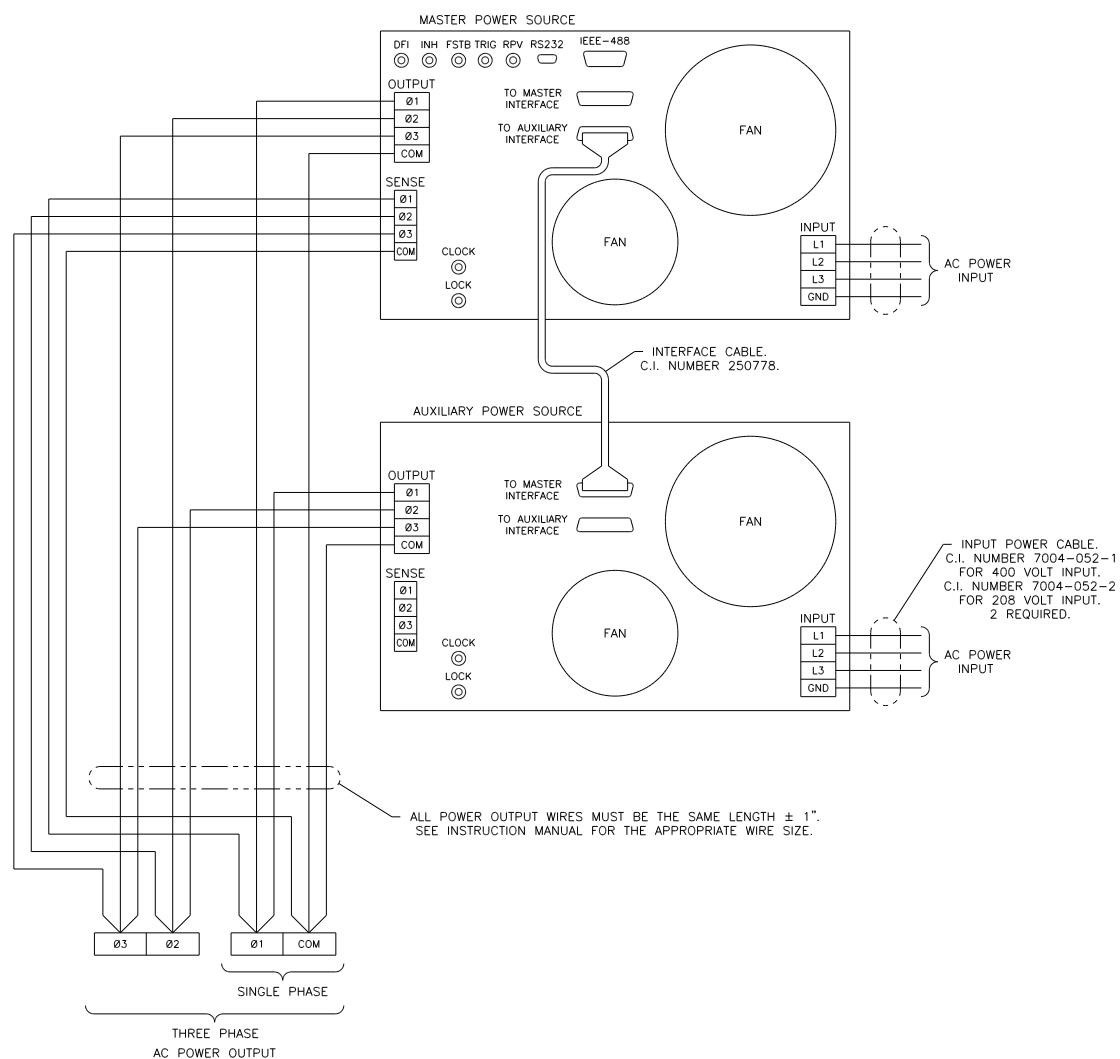 MASTER POWER SOURCE
DFI INH FSTB TRIG RPV RS232 IEEE-488
OUTPUT
Ø1
Ø2
Ø3
COM
TO MASTER
INTERFACE
TO AUXILIARY
INTERFACE
FAN
SENSE
Ø1
Ø2
Ø3
COM
FAN
CLOCK
LOCK
INPUT
L1
L2
L3
GND
AC POWER
INPUT
INTERFACE CABLE.
C.I. NUMBER 250778.
AUXILIARY POWER SOURCE
OUTPUT
Ø1
Ø2
Ø3
COM
TO MASTER
INTERFACE
TO AUXILIARY
INTERFACE
FAN
SENSE
Ø1
Ø2
Ø3
COM
FAN
CLOCK
LOCK
INPUT POWER CABLE.
C.I. NUMBER 7004-052-1
FOR 400 VOLT INPUT.
C.I. NUMBER 7004-052-2
FOR 208 VOLT INPUT.
2 REQUIRED.
INPUT
L1
L2
L3
GND
AC POWER
INPUT
ALL POWER OUTPUT WIRES MUST BE THE SAME LENGTH ± 1".
SEE INSTRUCTION MANUAL FOR THE APPROPRIATE WIRE SIZE.
Ø3 Ø2 Ø1 COM
SINGLE PHASE
THREE PHASE
AC POWER OUTPUT